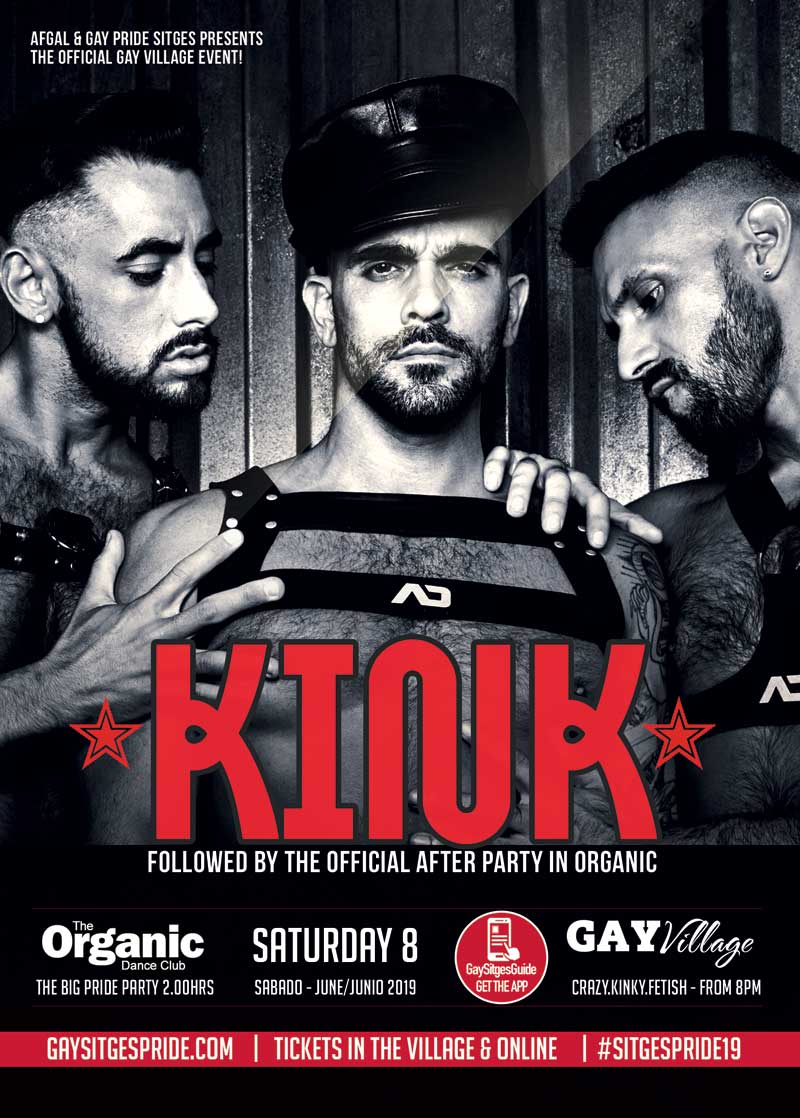 AFGAL & GAY PRIDE SITGES PRESENTS
THE OFFICIAL GAY VILLAGE EVENT!
AD
AD
KINK
FOLLOWED BY THE OFFICIAL AFTER PARTY IN ORGANIC
The
Organic
Dance Club
THE BIG PRIDE PARTY 2.00HRS
SATURDAY 8
SABADO - JUNE/JUNIO 2019
GaySitgesGuide
GET THE APP
GAY Village
CRAZY.KINKY.FETISH - FROM 8PM
GAYSITGESPRIDE.COM | TICKETS IN THE VILLAGE & ONLINE | #SITGESPRIDE19